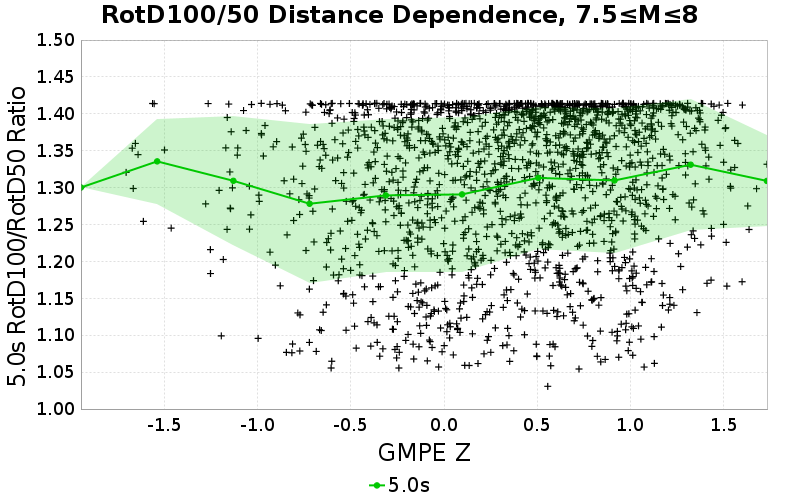 RotD100/50 Distance Dependence, 7.5≤M≤8
5.0s RotD100/RotD50 Ratio
1.50
1.45
1.40
1.35
1.30
1.25
1.20
1.15
1.10
1.05
1.00
-1.5 -1.0 -0.5 0.0 0.5 1.0 1.5
GMPE Z
5.0s